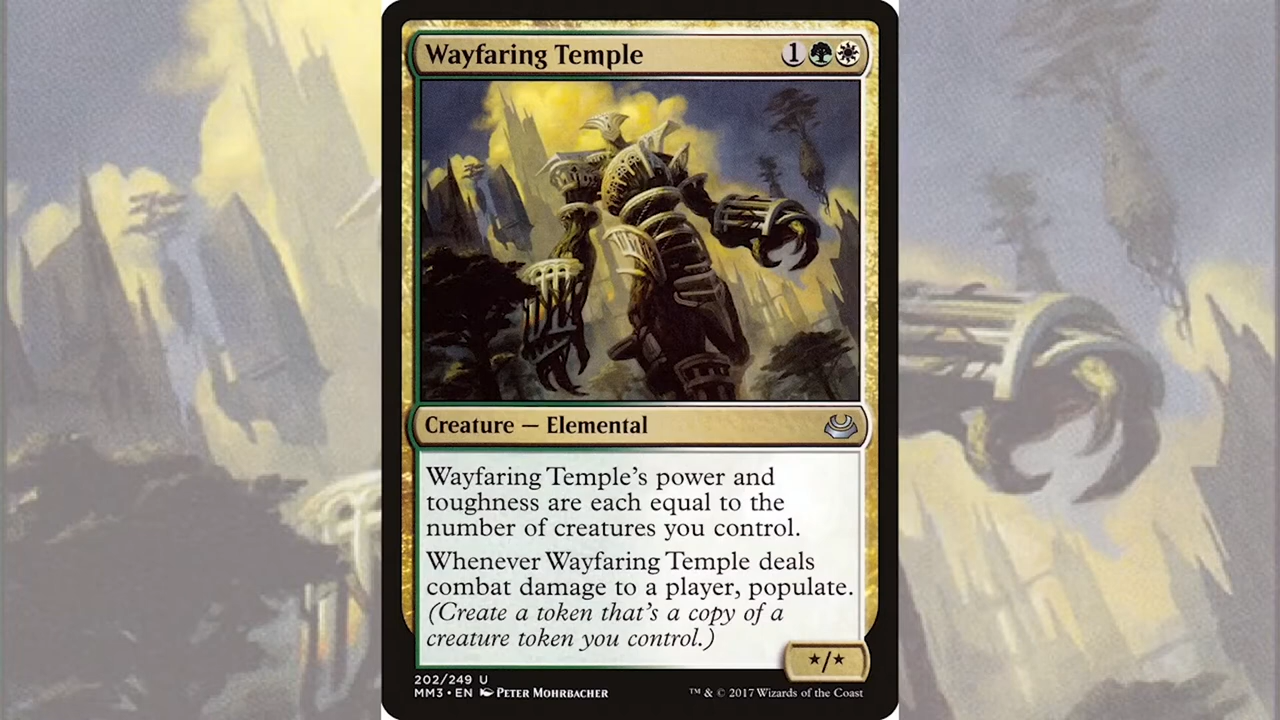 Wayfaring Temple 1
Creature — Elemental
Wayfaring Temple's power and
toughness are each equal to the
number of creatures you control.
Whenever Wayfaring Temple deals
combat damage to a player, populate.
(Create a token that's a copy of a
creature token you control.)
*/*
202/249 U
MM3 • EN Peter Mohrbacher
™ & © 2017 Wizards of the Coast